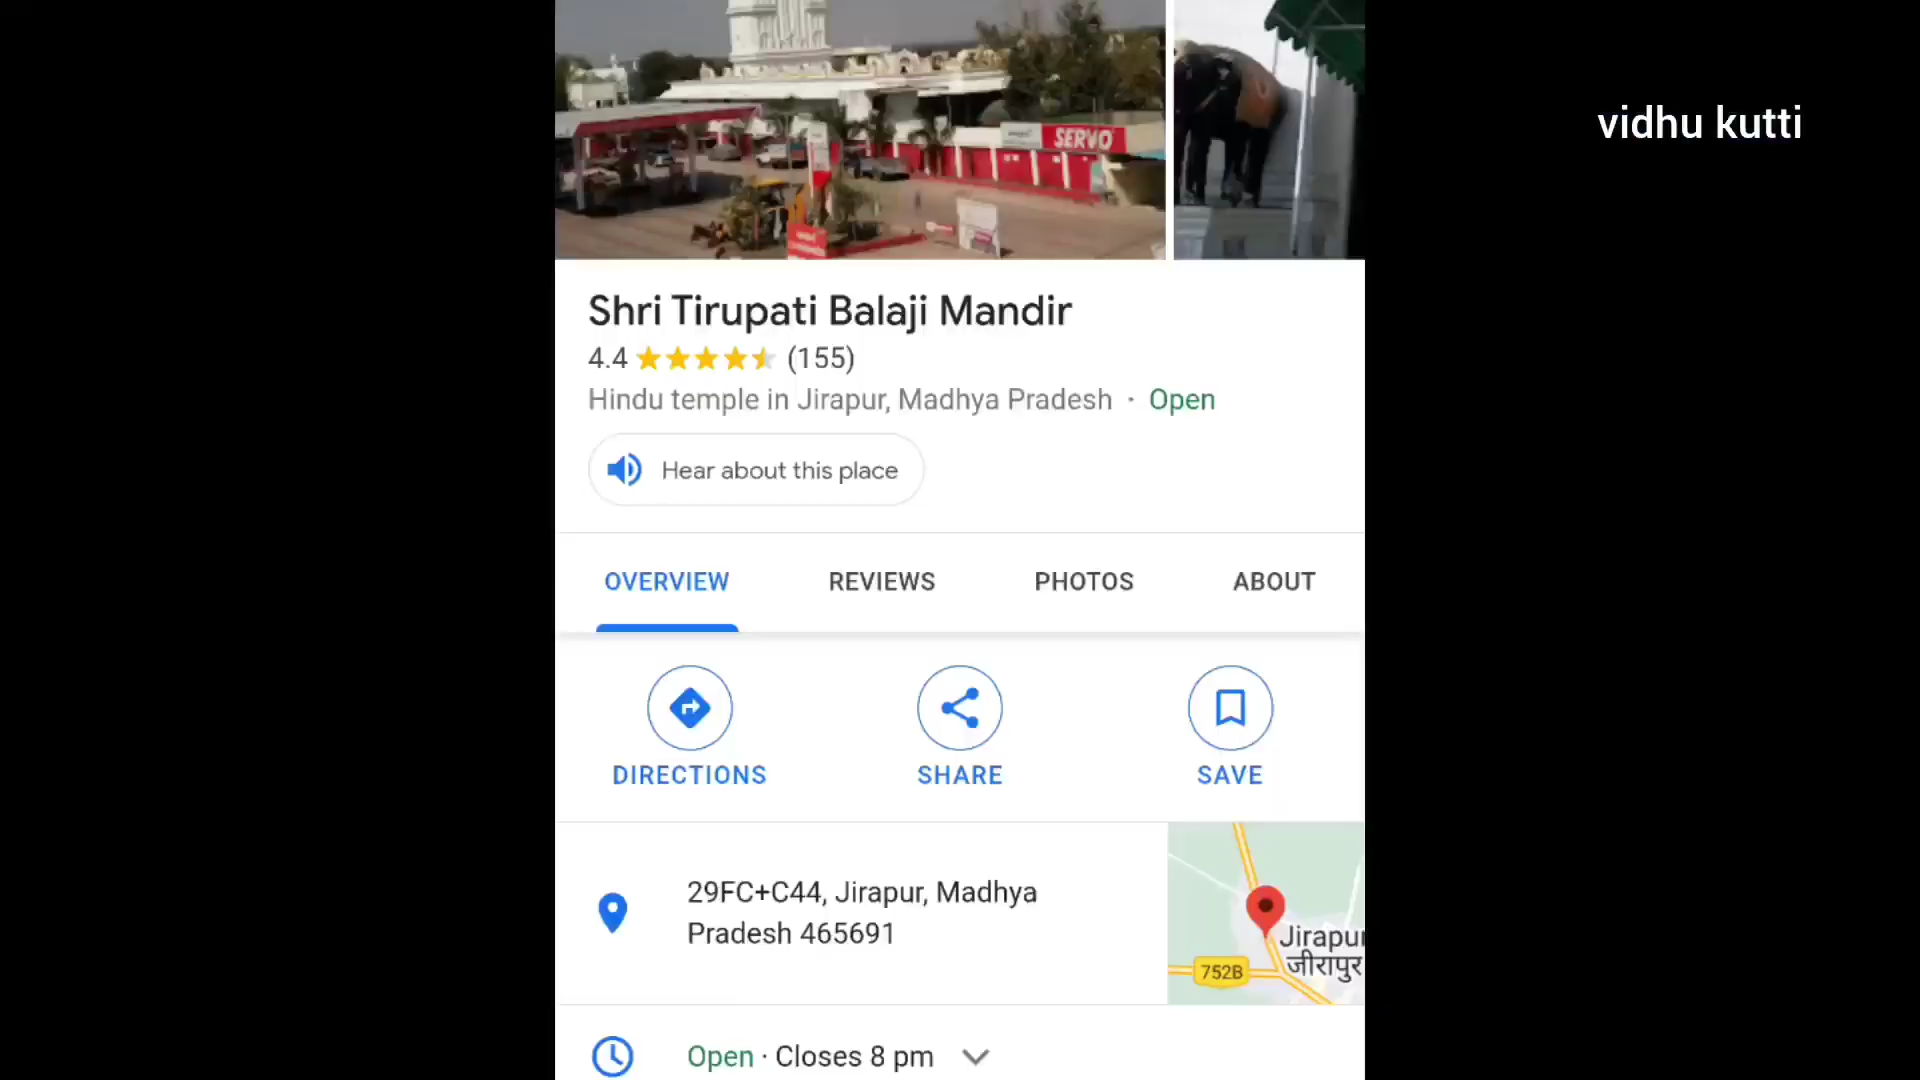 SERVO
vidhu kutti
Shri Tirupati Balaji Mandir
4.4 (155)
Hindu temple in Jirapur, Madhya Pradesh · Open
Hear about this place
OVERVIEW
REVIEWS
PHOTOS
ABOUT
DIRECTIONS
SHARE
SAVE
29FC+C44, Jirapur, Madhya
Pradesh 465691
Jirapur
जीरापुर
752B
Open · Closes 8 pm